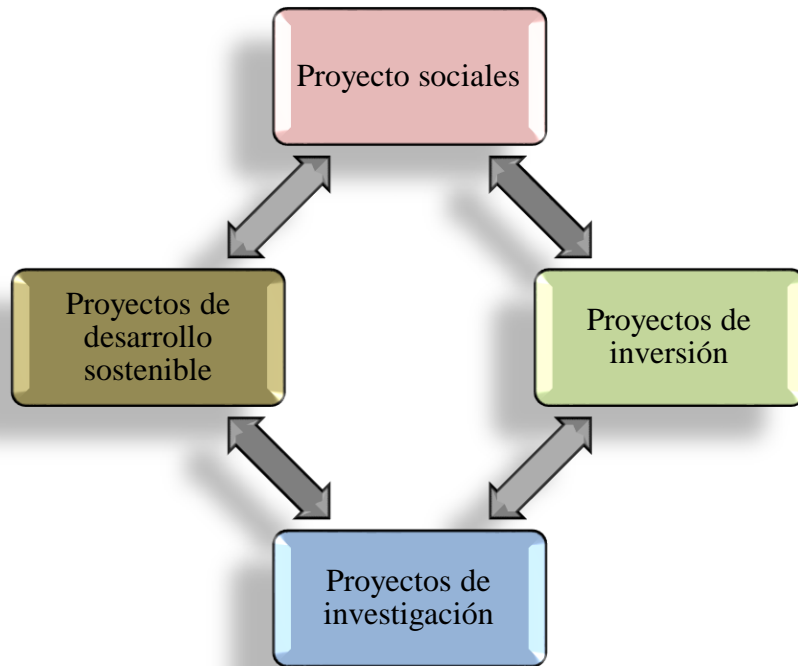 Proyecto sociales
Proyectos de
desarrollo
sostenible
Proyectos de
inversión
Proyectos de
investigación